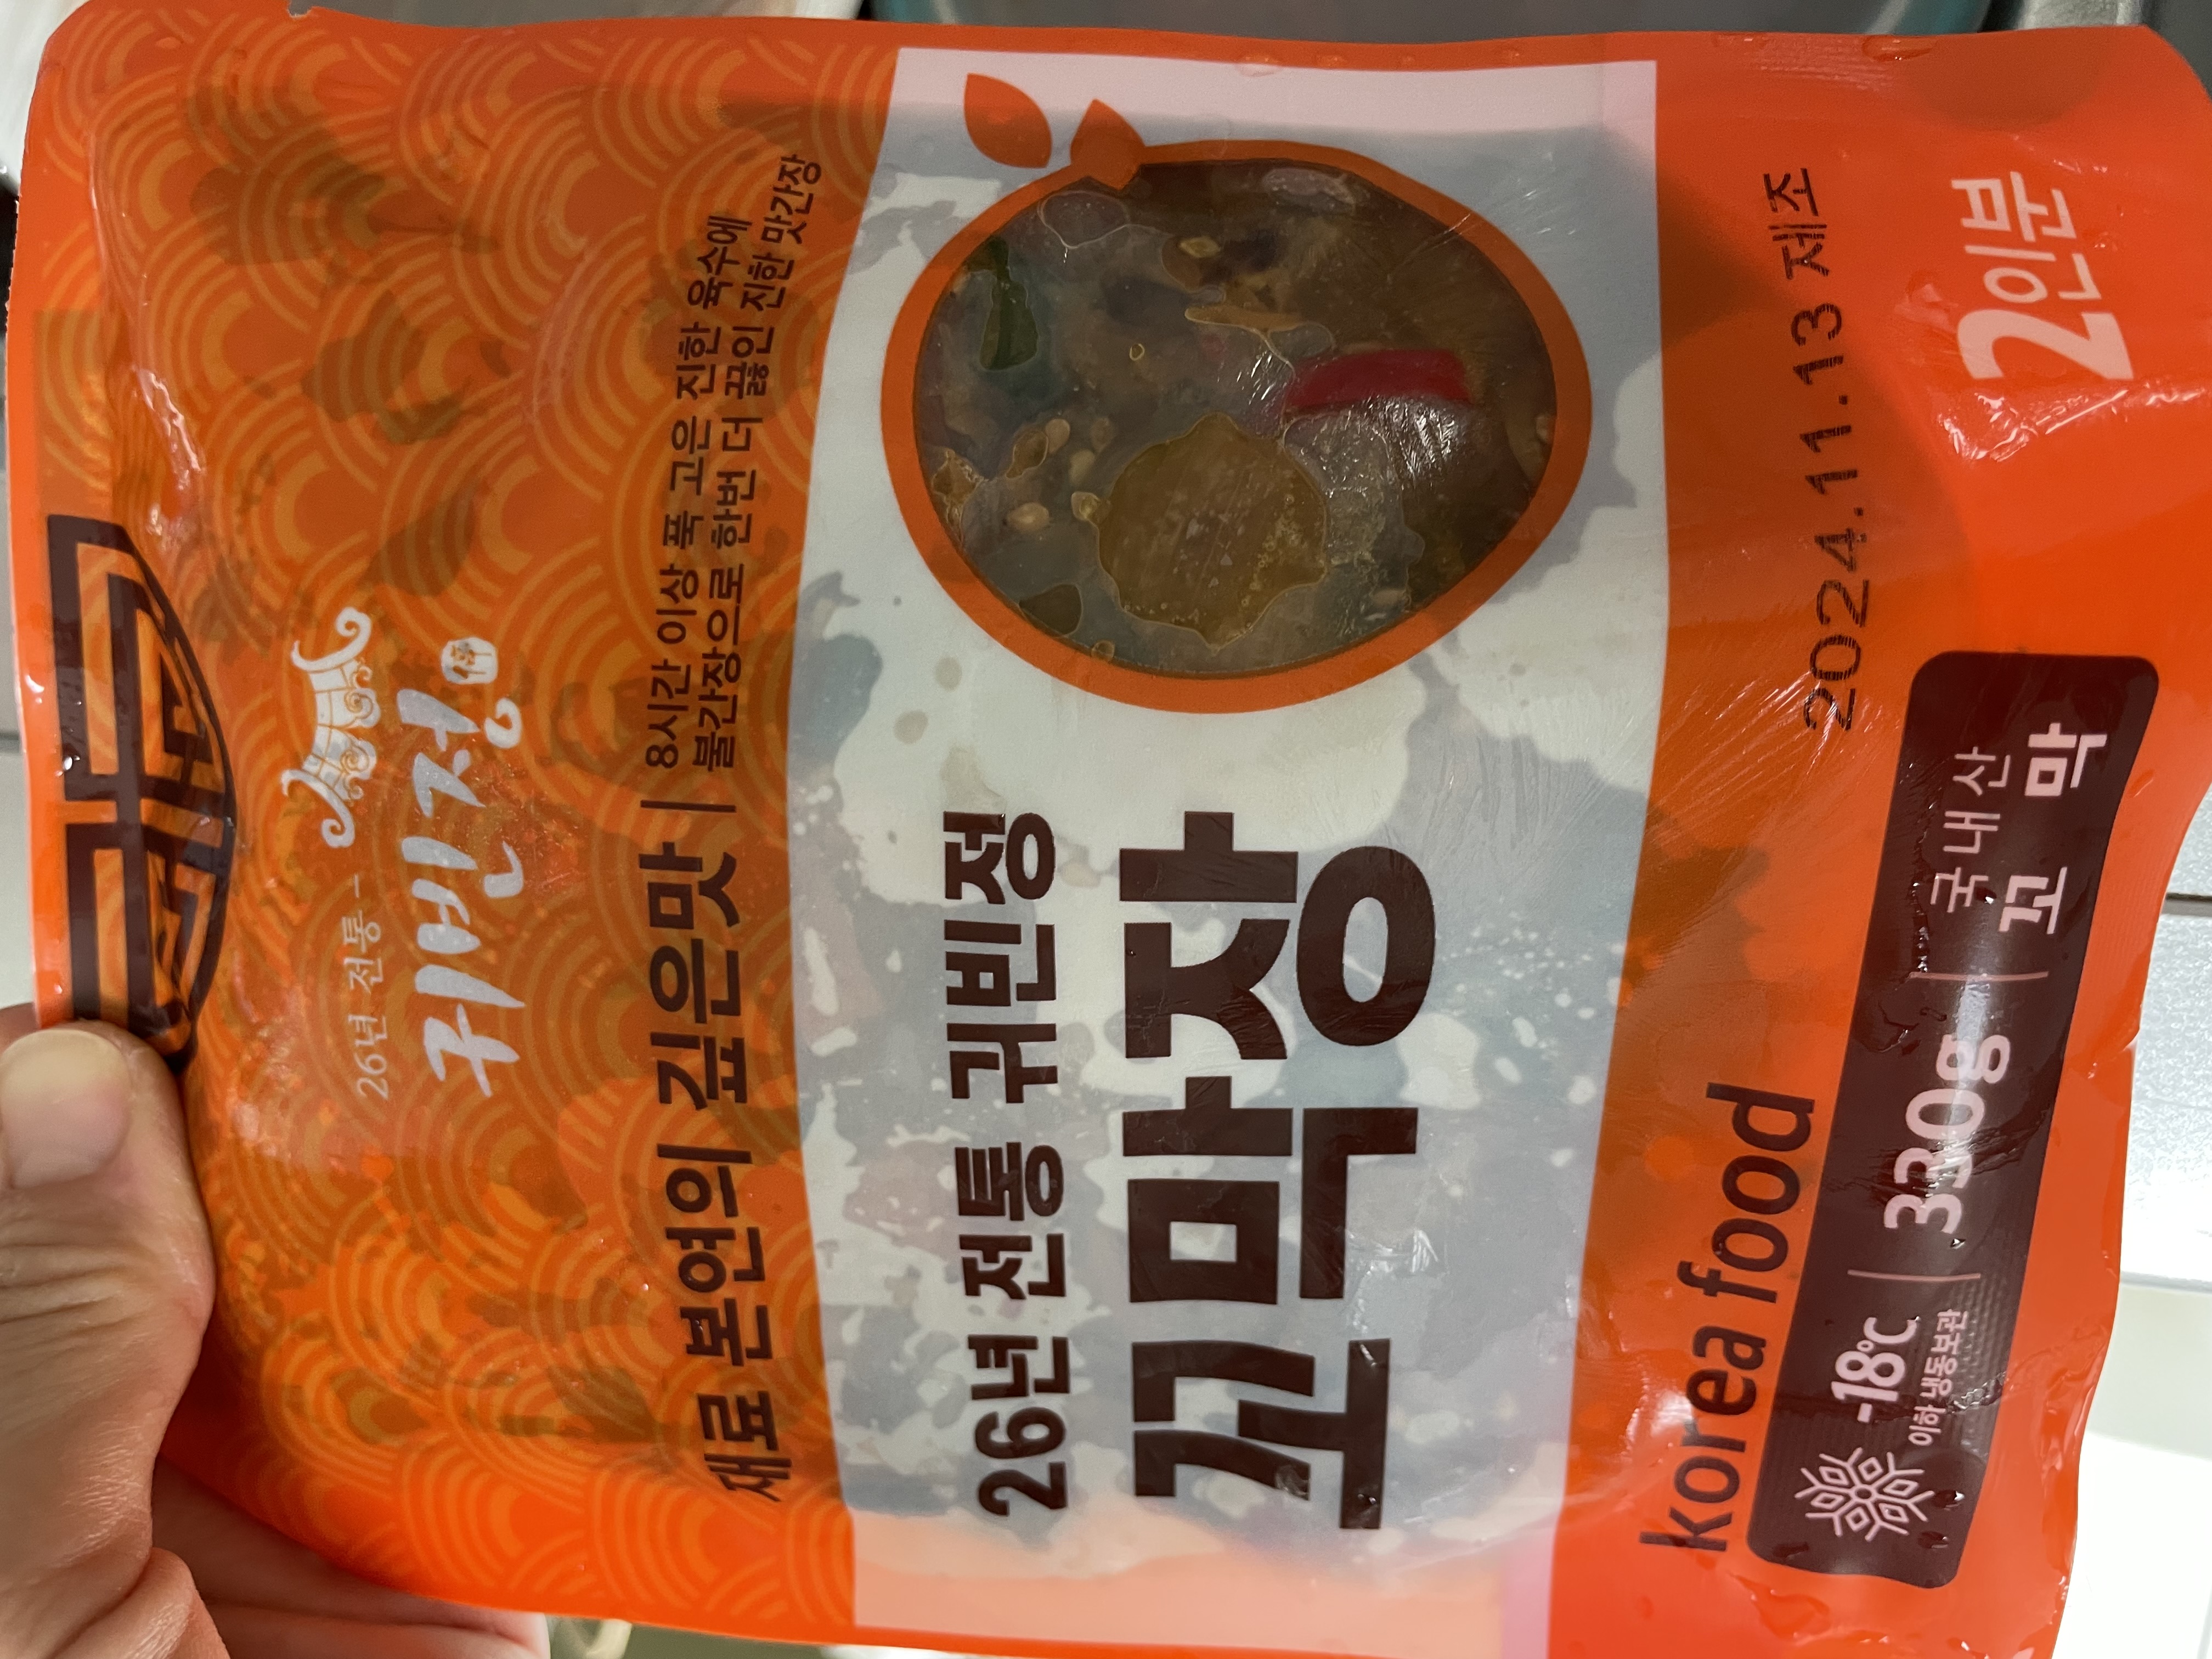 26년 전통 -
귀빈정
재료 본연의 깊은맛
8시간 이상 푹 고은 진한 육수에
불간장으로 한번 더 끓인 진한 맛간장
26년 전통 귀빈정
꼬막장
2024.11.13 제조
korea food
-18℃
이하 냉동보관
330g
국내산
꼬막
2인분